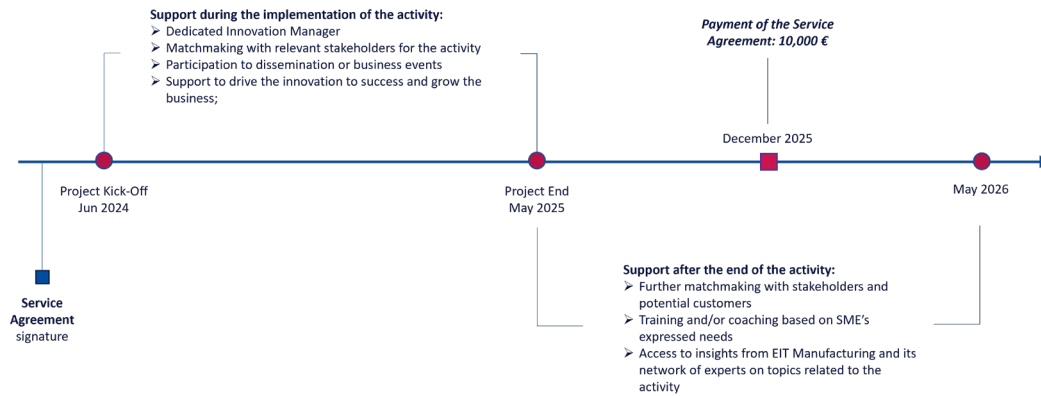 Support during the implementation of the activity:
➢ Dedicated Innovation Manager
➢ Matchmaking with relevant stakeholders for the activity
➢ Participation to dissemination or business events
➢ Support to drive the innovation to success and grow the
business;
Payment of the Service
Agreement: 10,000 €
December 2025
Project Kick-Off
Jun 2024
Project End
May 2025
May 2026
Service
Agreement
signature
Support after the end of the activity:
➢ Further matchmaking with stakeholders and
potential customers
➢ Training and/or coaching based on SME's
expressed needs
➢ Access to insights from EIT Manufacturing and its
network of experts on topics related to the
activity